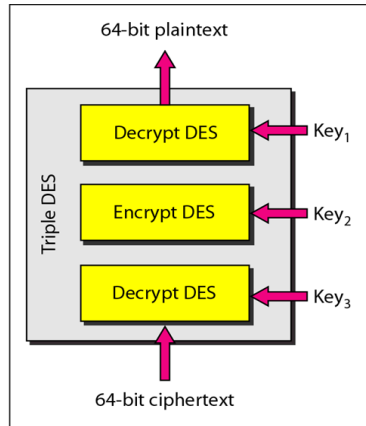 64-bit plaintext
Triple DES
Decrypt DES
Key₁
Encrypt DES
Key₂
Decrypt DES
Key₃
64-bit ciphertext